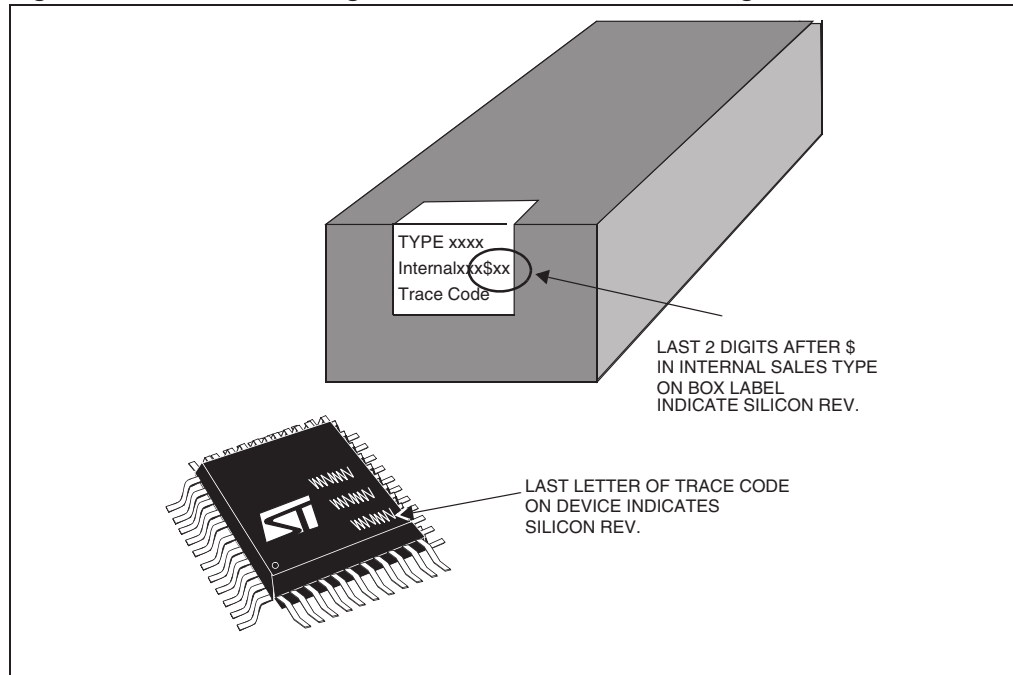 TYPE xxxx
Internalxxx$xx
Trace Code
LAST 2 DIGITS AFTER $
IN INTERNAL SALES TYPE
ON BOX LABEL
INDICATE SILICON REV.
LAST LETTER OF TRACE CODE
ON DEVICE INDICATES
SILICON REV.
ST